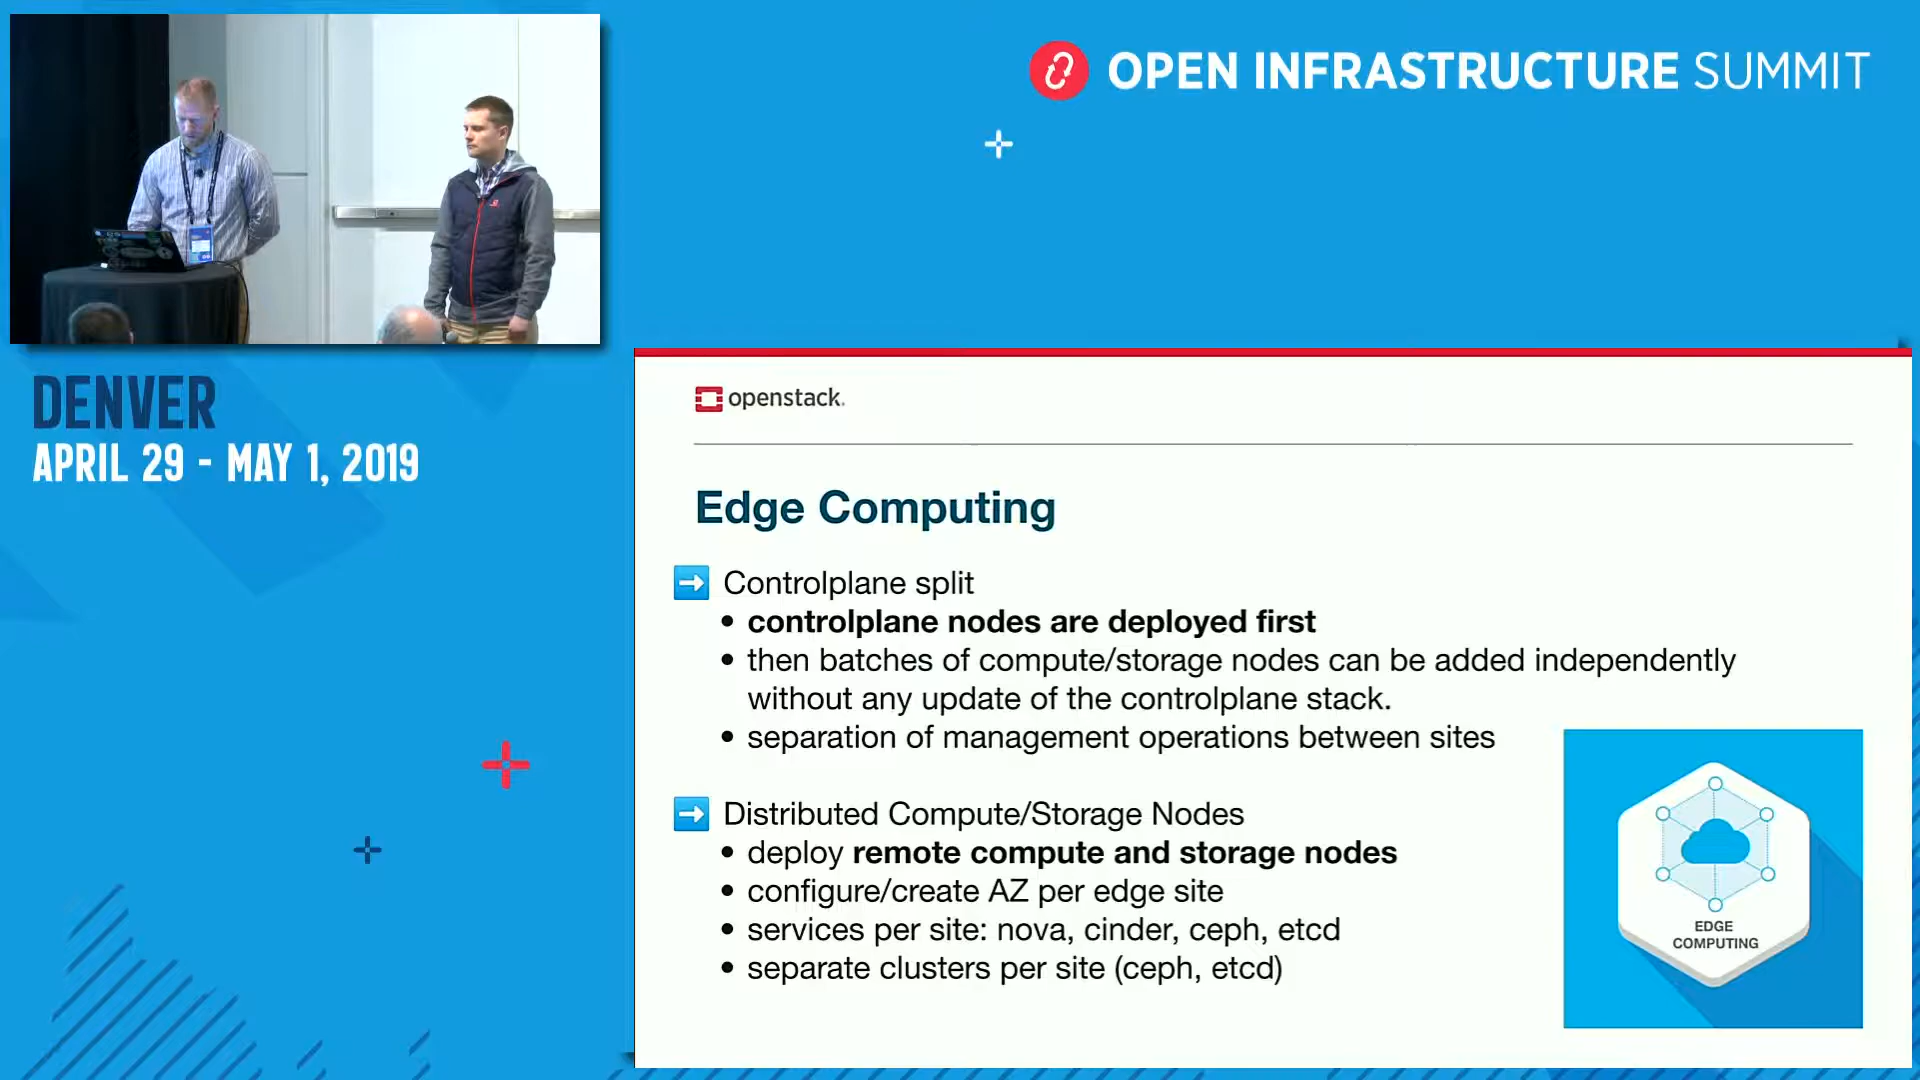 OPEN INFRASTRUCTURE SUMMIT
DENVER
APRIL 29 - MAY 1, 2019
openstack.
Edge Computing
Controlplane split
• controlplane nodes are deployed first
• then batches of compute/storage nodes can be added independently
without any update of the controlplane stack.
• separation of management operations between sites
Distributed Compute/Storage Nodes
• deploy remote compute and storage nodes
• configure/create AZ per edge site
• services per site: nova, cinder, ceph, etcd
• separate clusters per site (ceph, etcd)
EDGE
COMPUTING